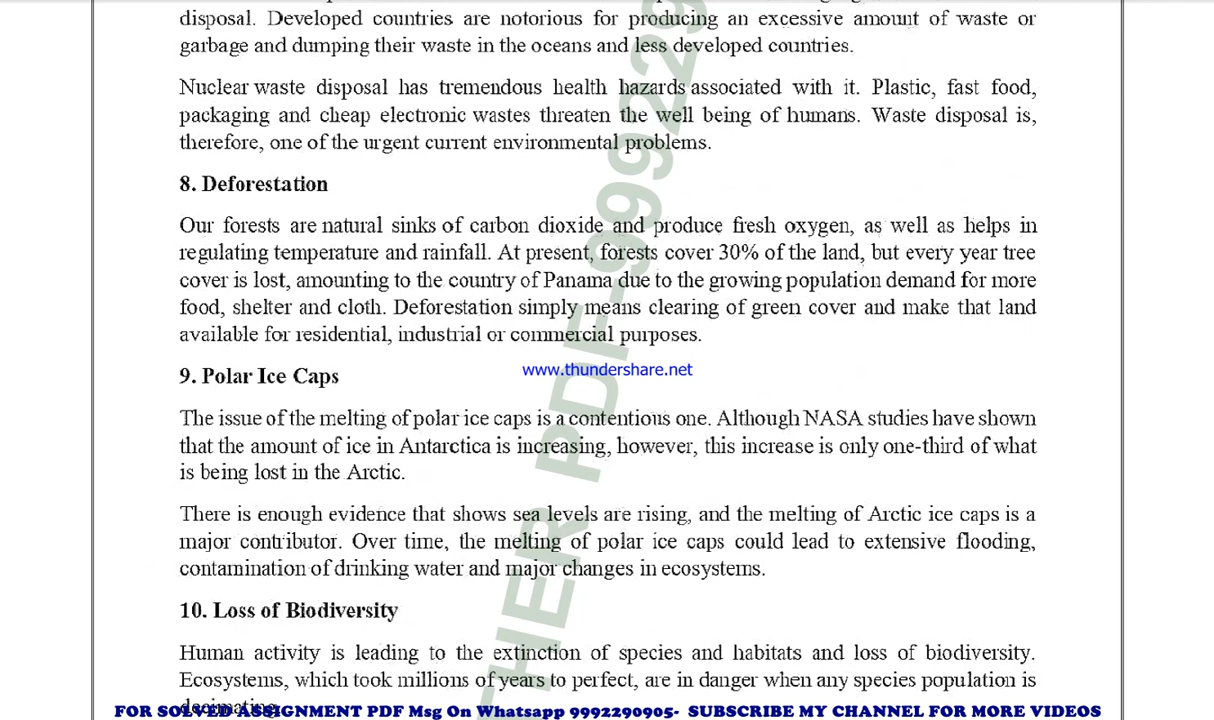 disposal. Developed countries are notorious for producing an excessive amount of waste or
garbage and dumping their waste in the oceans and less developed countries.
Nuclear waste disposal has tremendous health hazards associated with it. Plastic, fast food,
packaging and cheap electronic wastes threaten the well being of humans. Waste disposal is,
therefore, one of the urgent current environmental problems.
8. Deforestation
Our forests are natural sinks of carbon dioxide and produce fresh oxygen, as well as helps in
regulating temperature and rainfall. At present, forests cover 30% of the land, but every year tree
cover is lost, amounting to the country of Panama due to the growing population demand for more
food, shelter and cloth. Deforestation simply means clearing of green cover and make that land
available for residential, industrial or commercial purposes.
9. Polar Ice Caps
www.thundershare.net
The issue of the melting of polar ice caps is a contentious one. Although NASA studies have shown
that the amount of ice in Antarctica is increasing, however, this increase is only one-third of what
is being lost in the Arctic.
There is enough evidence that shows sea levels are rising, and the melting of Arctic ice caps is a
major contributor. Over time, the melting of polar ice caps could lead to extensive flooding,
contamination of drinking water and major changes in ecosystems.
10. Loss of Biodiversity
Human activity is leading to the extinction of species and habitats and loss of biodiversity.
Ecosystems, which took millions of years to perfect, are in danger when any species population is
decimating.
FOR SOLVED ASSIGNMENT PDF Msg On Whatsapp 9992290905- SUBSCRIBE MY CHANNEL FOR MORE VIDEOS
THER PDF-999229